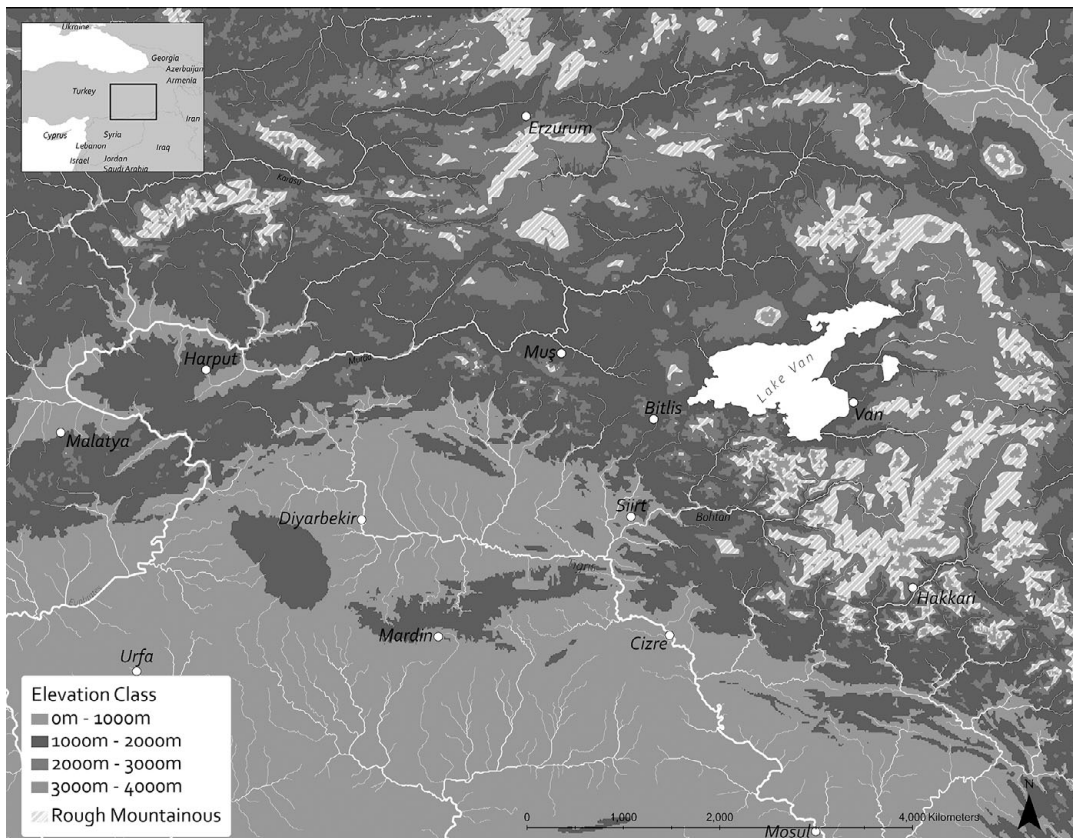 Ukraine
Georgia
Azerbaijan
Armenia
Turkey
Iran
Cyprus
Syria
Lebanon
Iraq
Israel
Jordan
Saudi Arabia
Erzurum
Karasu
Harput
Murad
Muş
Lake Van
Van
Bitlis
Malatya
Diyarbekir
Siirt
Bohtan
Hakkari
Mardin
Cizre
Urfa
Elevation Class
0m - 1000m
1000m - 2000m
2000m - 3000m
3000m - 4000m
Rough Mountainous
N
0 1,000 2,000 4,000 Kilometers
Mosul